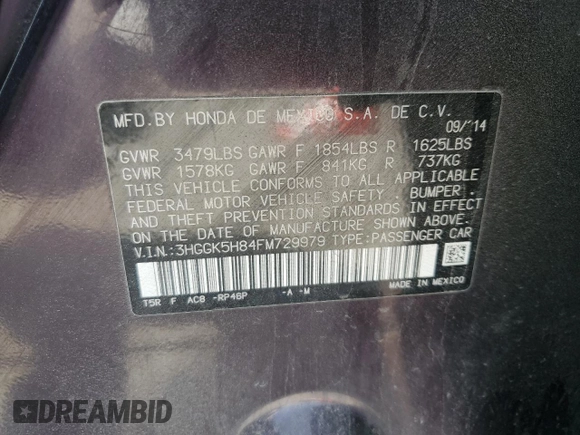 MFD. BY HONDA DE MEXICO S.A. DE C.V.
09/'14
GVWR 3479LBS GAWR F 1854LBS R 1625LBS
GVWR 1578KG GAWR F 841KG R 737KG
THIS VEHICLE CONFORMS TO ALL APPLICABLE
FEDERAL MOTOR VEHICLE SAFETY, BUMPER,
AND THEFT PREVENTION STANDARDS IN EFFECT
ON THE DATE OF MANUFACTURE SHOWN ABOVE.
V.I.N.: 3HGGK5H84FM729979 TYPE: PASSENGER CAR
T5R F AC8 -RP46P -A -M MADE IN MEXICO
DREAMBID